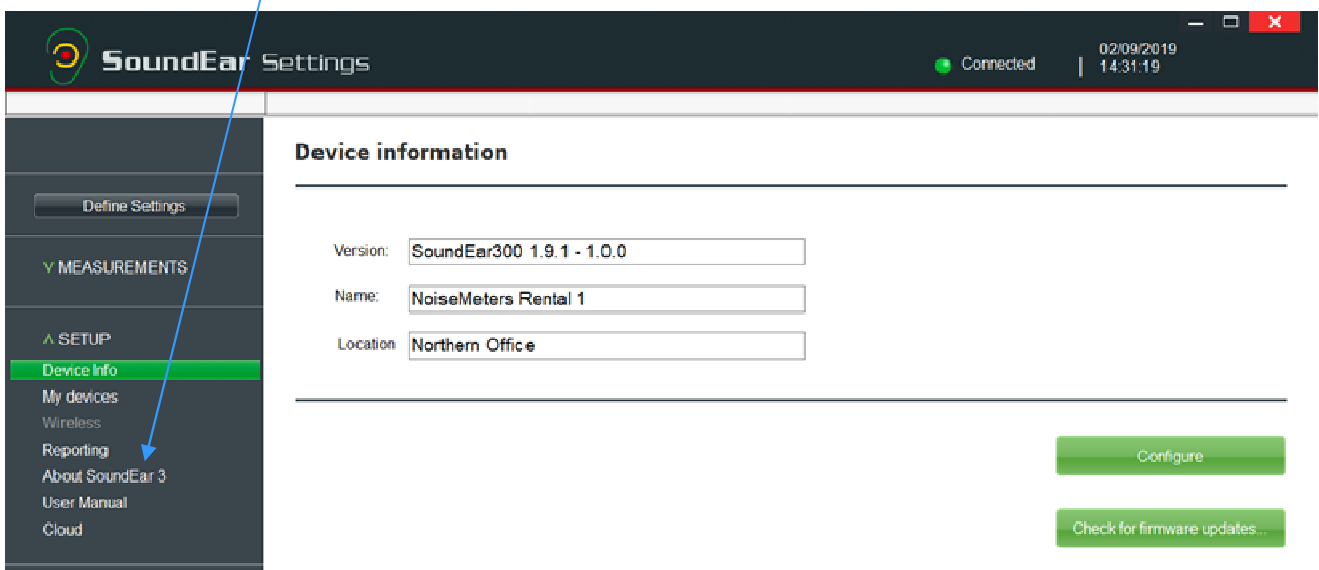 SoundEar Settings
Connected
02/09/2019
14:31:19
Define Settings
˅ MEASUREMENTS
˄ SETUP
Device Info
My devices
Wireless
Reporting
About SoundEar 3
User Manual
Cloud
Device information
Version: SoundEar300 1.9.1 - 1.0.0
Name: NoiseMeters Rental 1
Location Northern Office
Configure
Check for firmware updates...